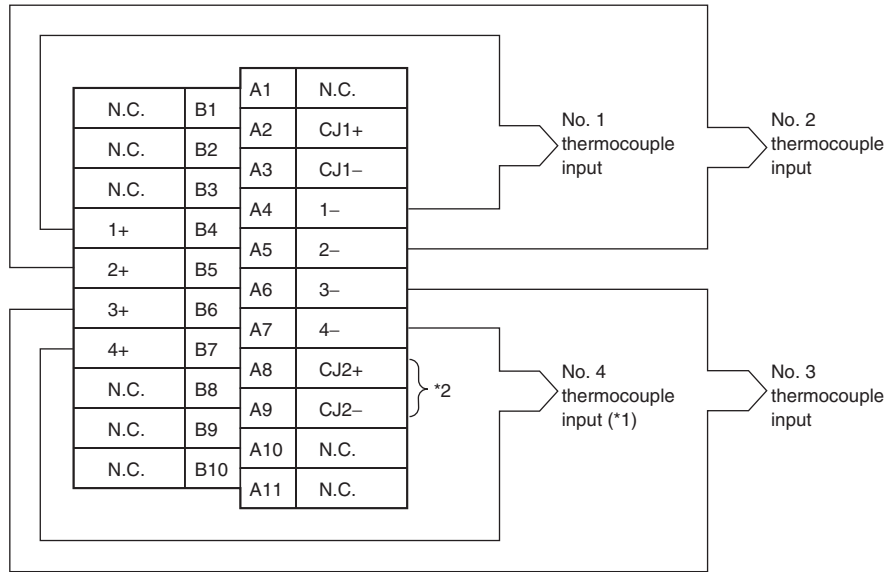 N.C. B1
N.C. B2
N.C. B3
1+ B4
2+ B5
3+ B6
4+ B7
N.C. B8
N.C. B9
N.C. B10
A1 N.C.
A2 CJ1+
A3 CJ1−
A4 1−
A5 2−
A6 3−
A7 4−
A8 CJ2+
A9 CJ2−
A10 N.C.
A11 N.C.
*2
No. 1
thermocouple
input
No. 2
thermocouple
input
No. 4
thermocouple
input (*1)
No. 3
thermocouple
input